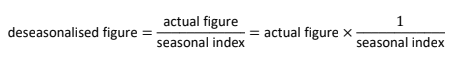 deseasonalised figure = actual figure / seasonal index = actual figure × 1 / seasonal index